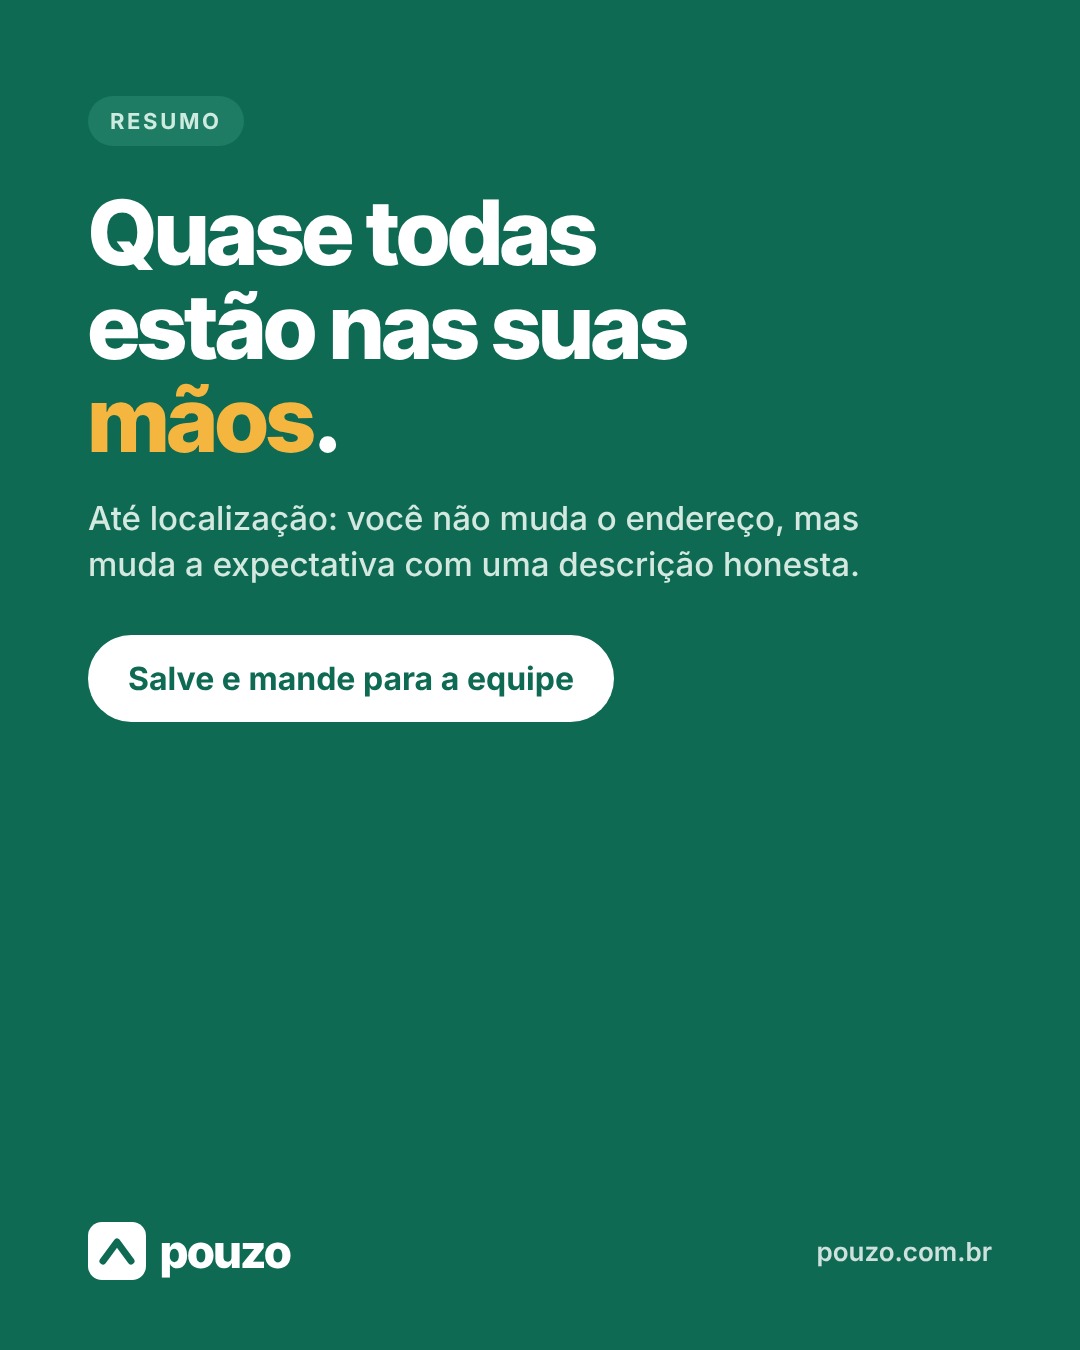 RESUMO
Quase todas
estão nas suas
mãos.
Até localização: você não muda o endereço, mas
muda a expectativa com uma descrição honesta.
Salve e mande para a equipe
pouzo
pouzo.com.br